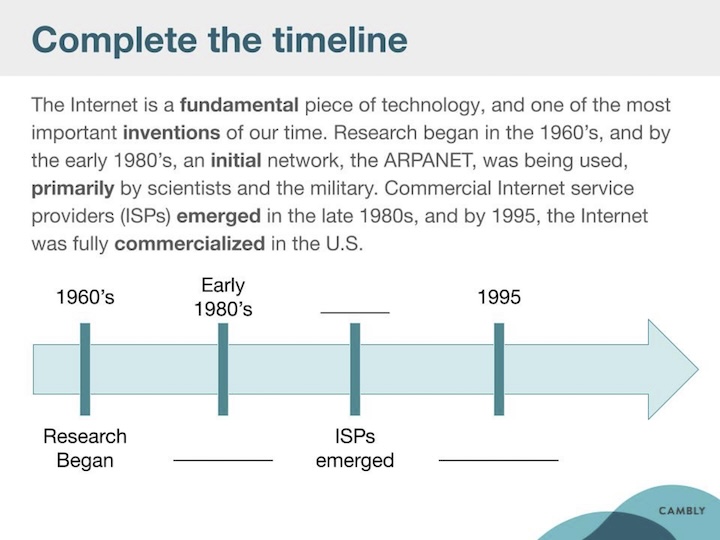 Complete the timeline
The Internet is a fundamental piece of technology, and one of the most
important inventions of our time. Research began in the 1960's, and by
the early 1980's, an initial network, the ARPANET, was being used,
primarily by scientists and the military. Commercial Internet service
providers (ISPs) emerged in the late 1980s, and by 1995, the Internet
was fully commercialized in the U.S.
1960's
Early
1980's
1995
Research
Began
ISPs
emerged
CAMBLY